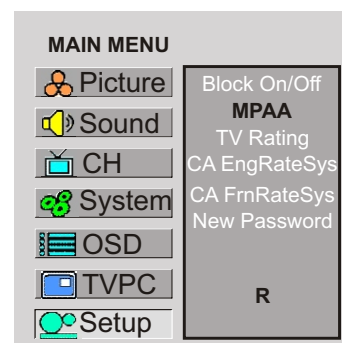 MAIN MENU
Picture
Sound
CH
System
OSD
TVPC
Setup
Block On/Off
MPAA
TV Rating
CA EngRateSys
CA FrnRateSys
New Password
R